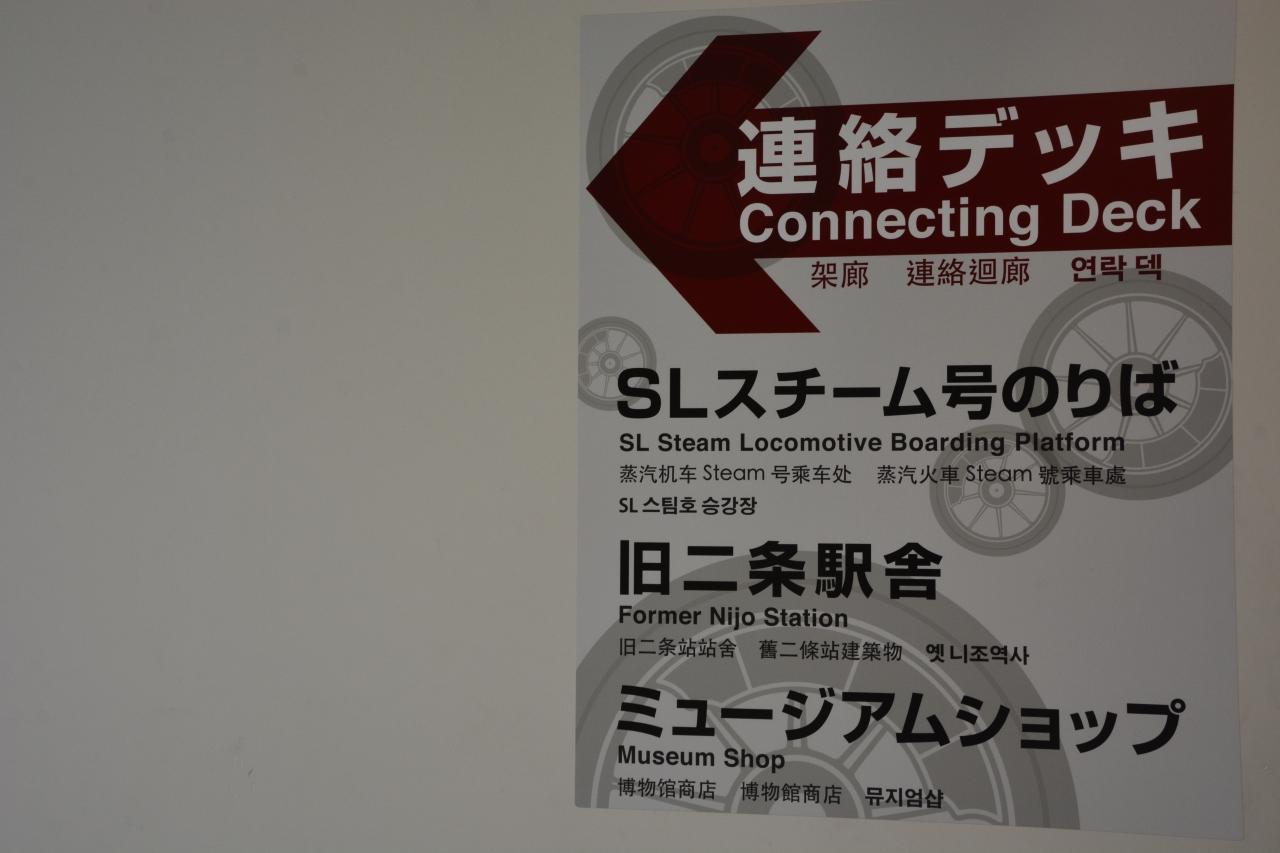 連絡デッキ
Connecting Deck
架廊 連絡迴廊 연락 덱
SLスチーム号のりば
SL Steam Locomotive Boarding Platform
蒸汽机车 Steam 号乘车处 蒸汽火車 Steam 號乘車處
SL 스팀호 승강장
旧二条駅舎
Former Nijo Station
旧二条站站舍 舊二條站建築物 옛 니조역사
ミュージアムショップ
Museum Shop
博物馆商店 博物館商店 뮤지엄샵